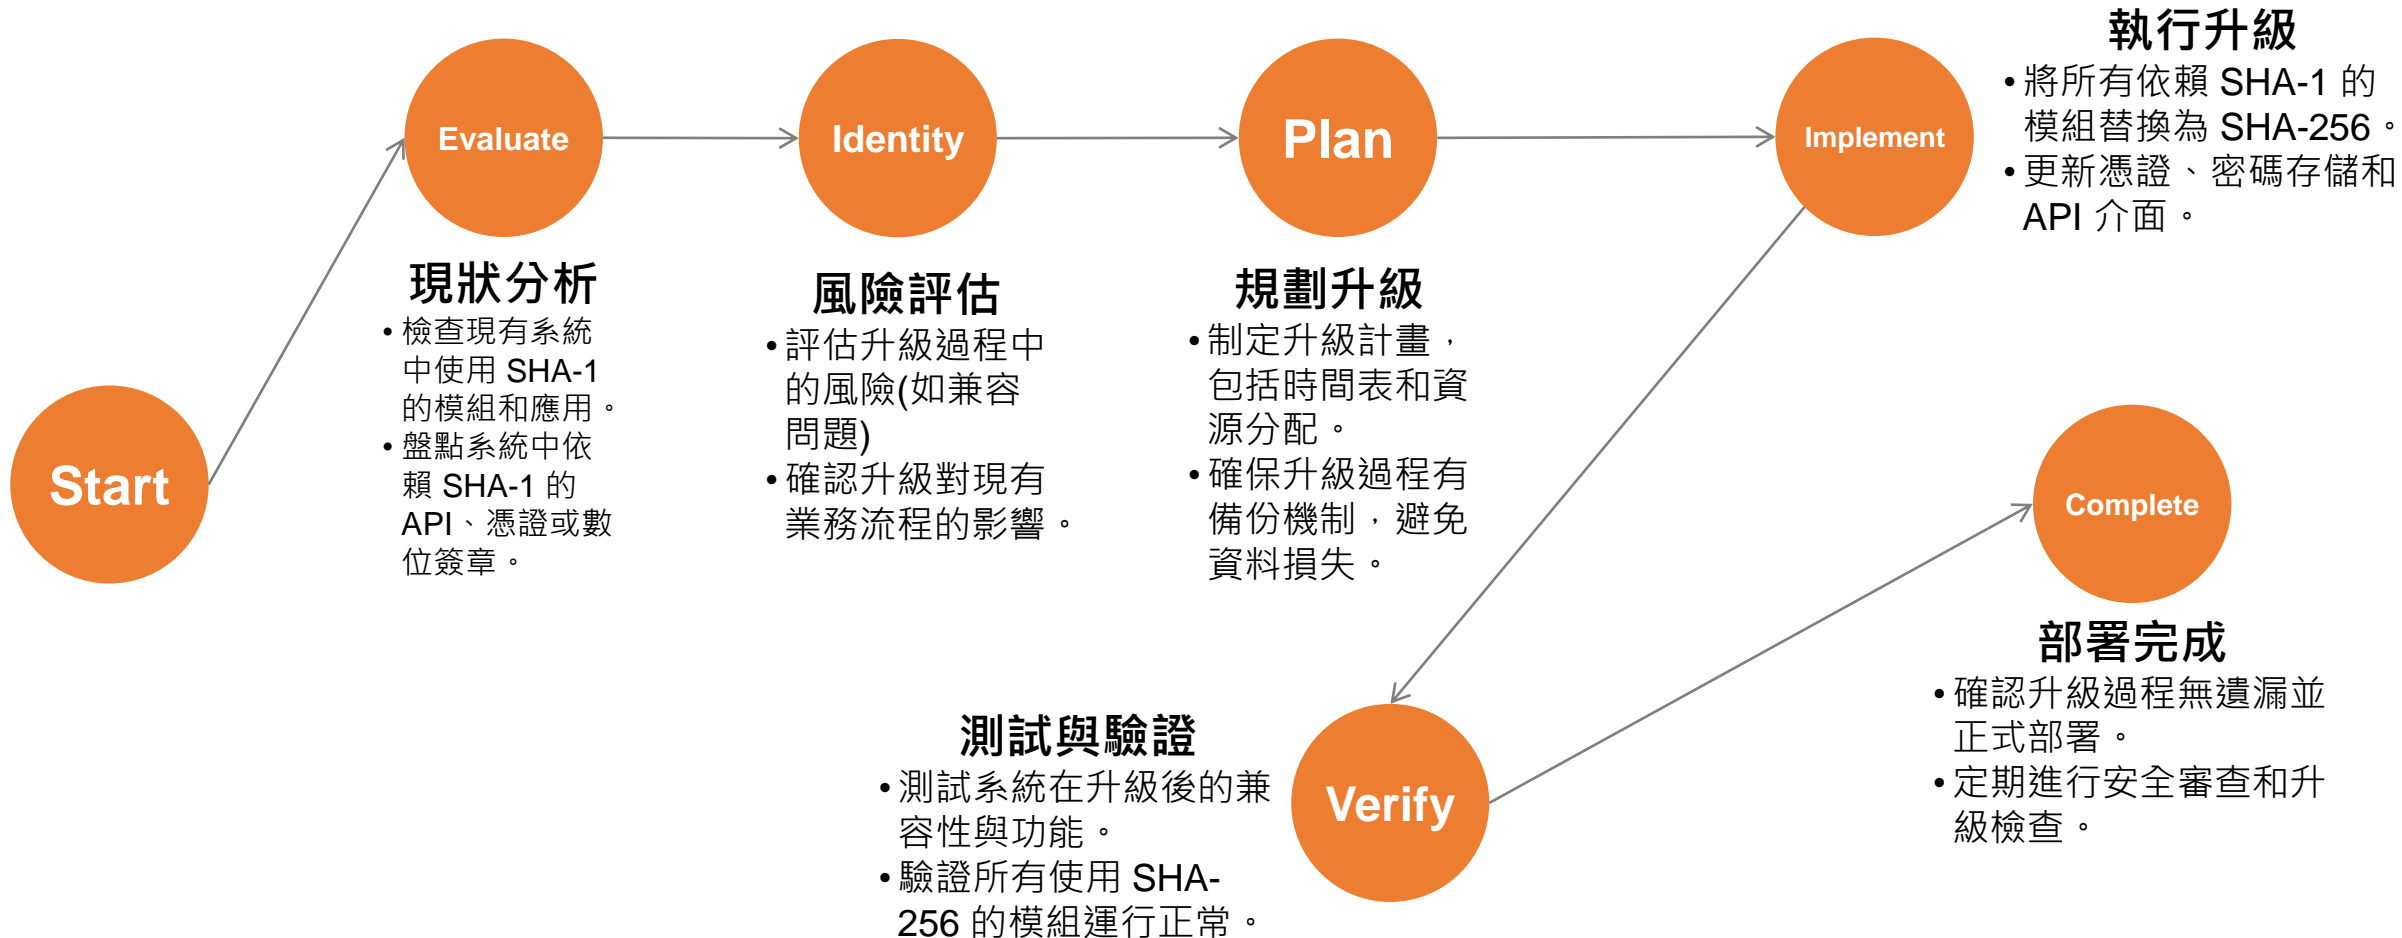 Start
Evaluate
現狀分析
• 檢查現有系統
中使用 SHA-1
的模組和應用。
• 盤點系統中依
賴 SHA-1 的
API、憑證或數
位簽章。
Identity
風險評估
• 評估升級過程中
的風險(如兼容
問題)
• 確認升級對現有
業務流程的影響。
Plan
規劃升級
• 制定升級計畫，
包括時間表和資
源分配。
• 確保升級過程有
備份機制，避免
資料損失。
Implement
執行升級
• 將所有依賴 SHA-1 的
模組替換為 SHA-256。
• 更新憑證、密碼存儲和
API 介面。
Verify
測試與驗證
• 測試系統在升級後的兼
容性與功能。
• 驗證所有使用 SHA-
256 的模組運行正常。
Complete
部署完成
• 確認升級過程無遺漏並
正式部署。
• 定期進行安全審查和升
級檢查。